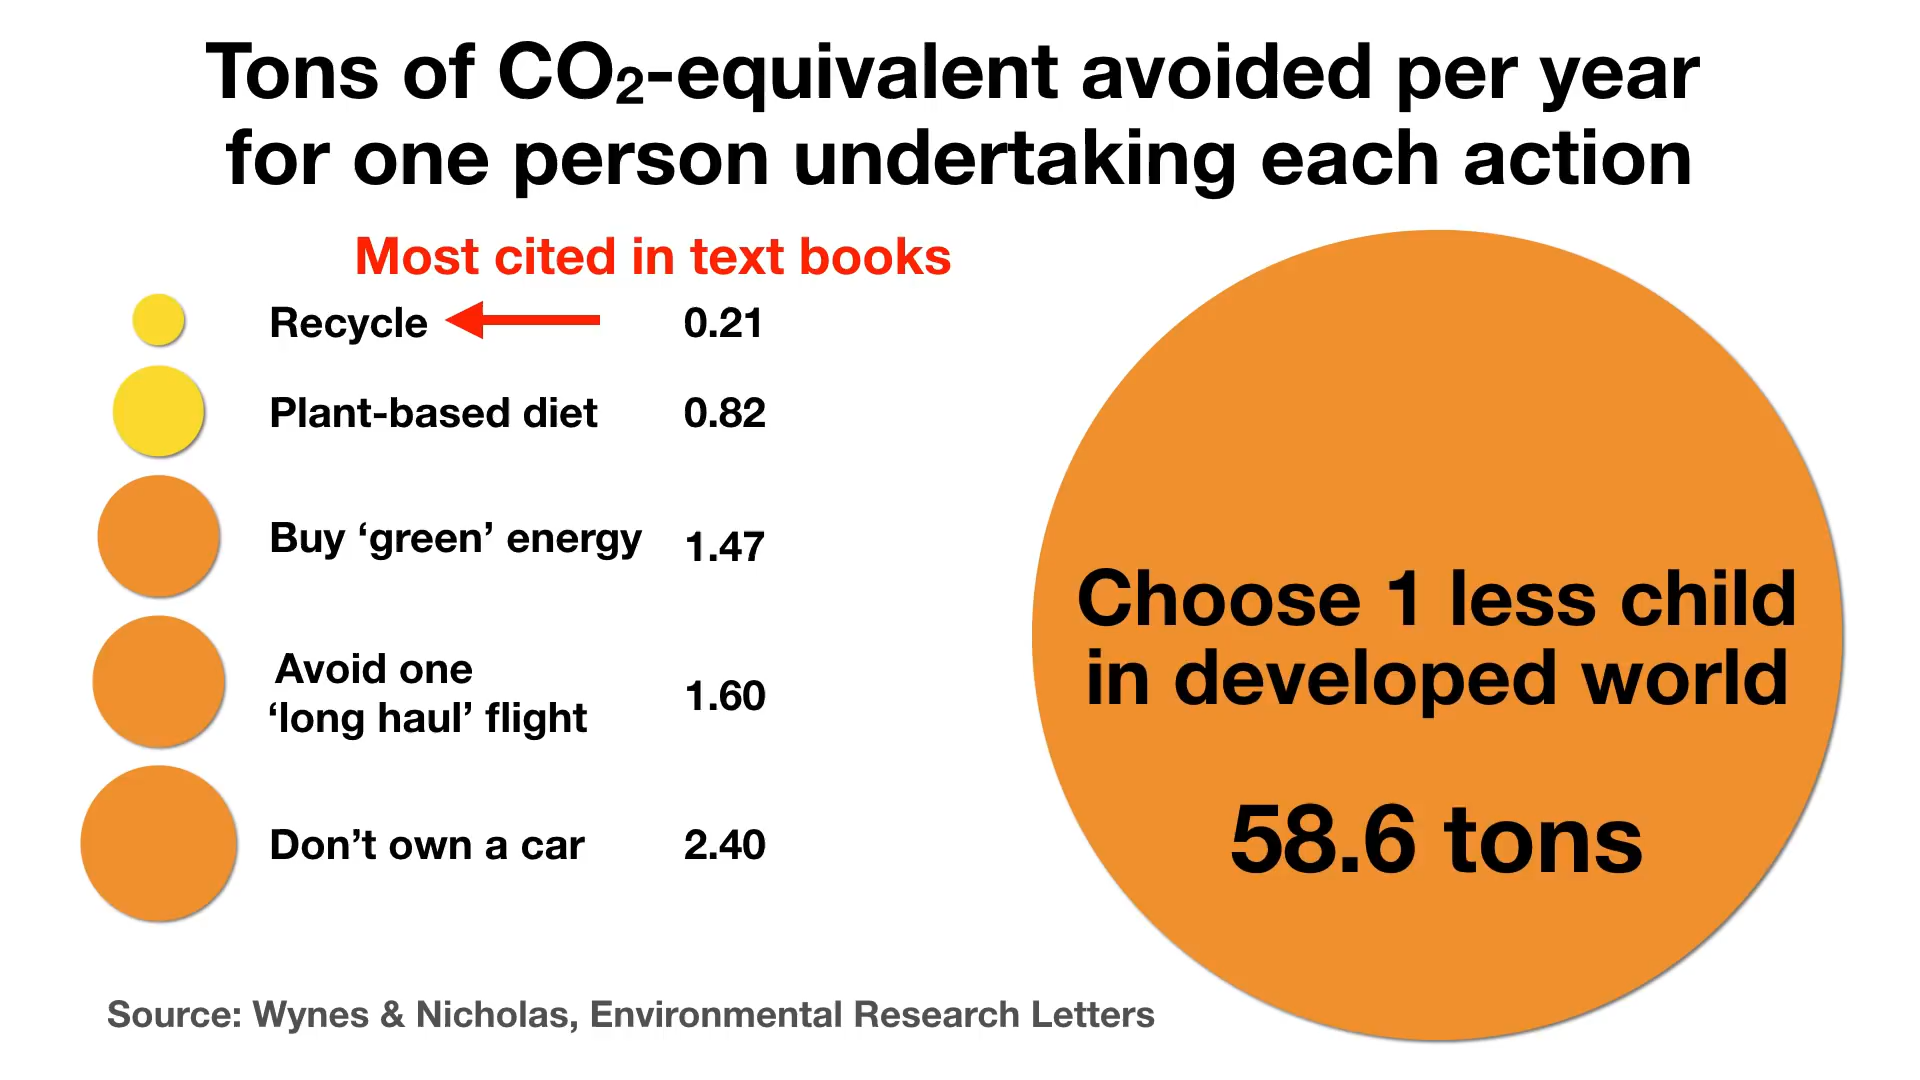 Tons of CO₂-equivalent avoided per year
for one person undertaking each action
Most cited in text books
Recycle 0.21
Plant-based diet 0.82
Buy ‘green’ energy 1.47
Avoid one
‘long haul’ flight 1.60
Don’t own a car 2.40
Choose 1 less child
in developed world
58.6 tons
Source: Wynes & Nicholas, Environmental Research Letters